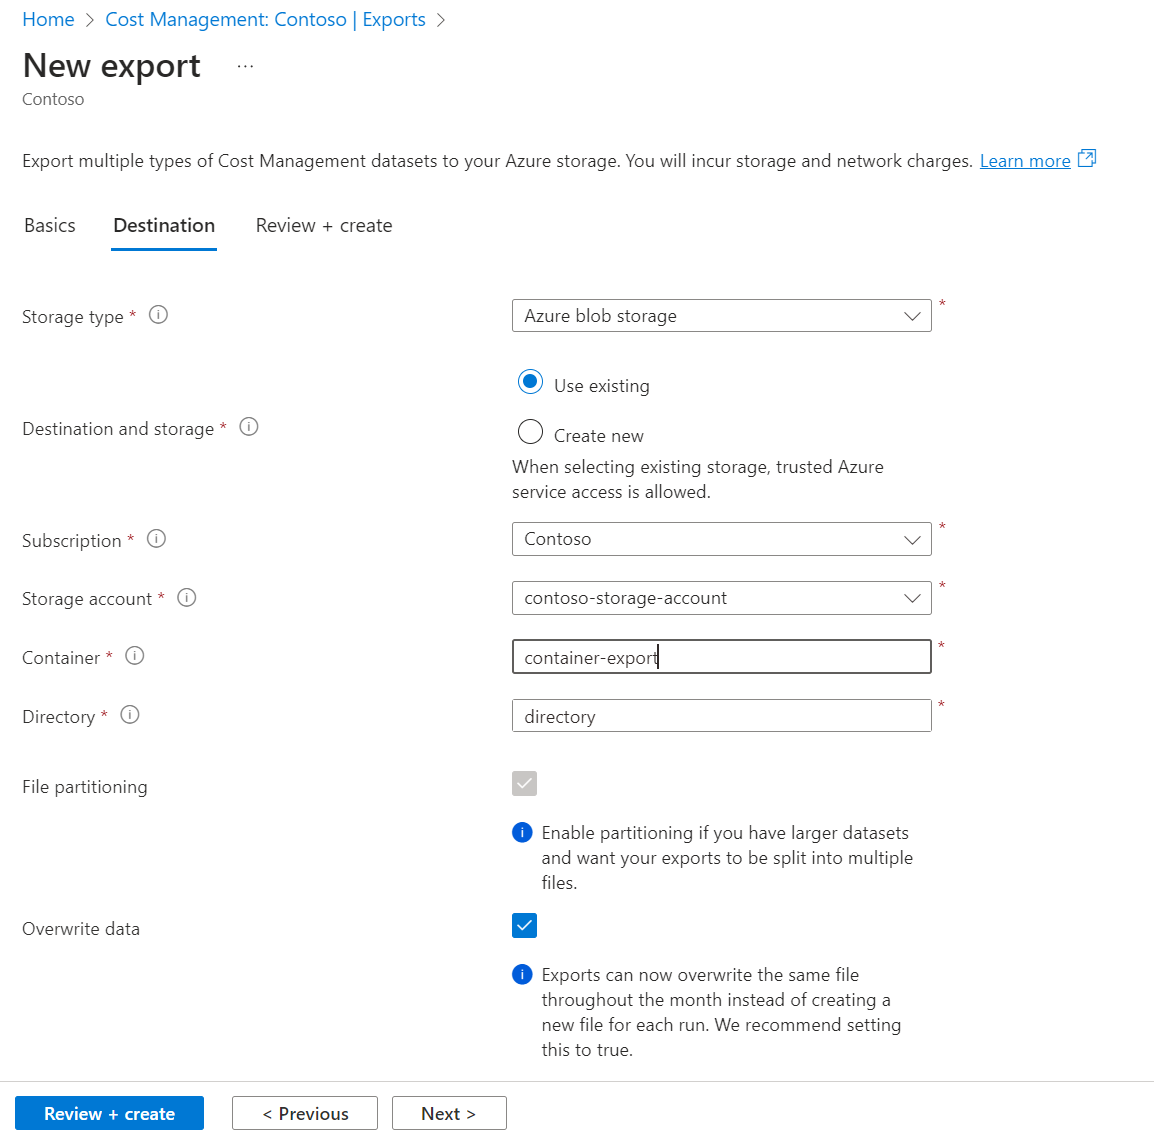 Home > Cost Management: Contoso | Exports >
New export ...
Contoso
Export multiple types of Cost Management datasets to your Azure storage. You will incur storage and network charges. Learn more
Basics Destination Review + create
Storage type * Azure blob storage *
Use existing
Destination and storage *
Create new
When selecting existing storage, trusted Azure
service access is allowed.
Subscription * Contoso *
Storage account * contoso-storage-account *
Container * container-export *
Directory * directory *
File partitioning
Enable partitioning if you have larger datasets
and want your exports to be split into multiple
files.
Overwrite data
Exports can now overwrite the same file
throughout the month instead of creating a
new file for each run. We recommend setting
this to true.
Review + create < Previous Next >